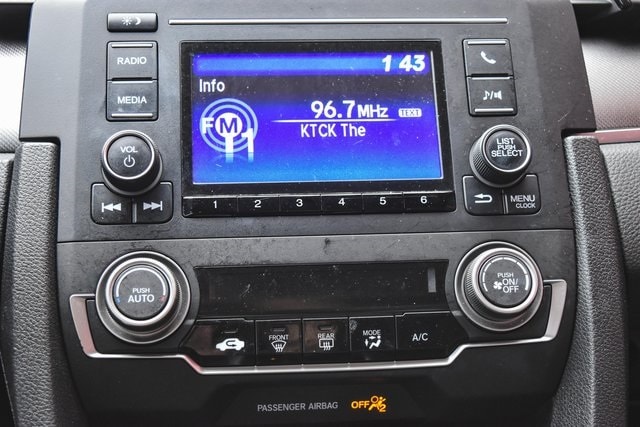 RADIO
MEDIA
VOL
1 43
Info
96.7MHz TEXT
FM1
KTCK The
1 2 3 4 5 6
LIST
PUSH
SELECT
MENU
CLOCK
PUSH
AUTO
FRONT
REAR
MODE
A/C
PUSH
ON/
OFF
PASSENGER AIRBAG OFF 2